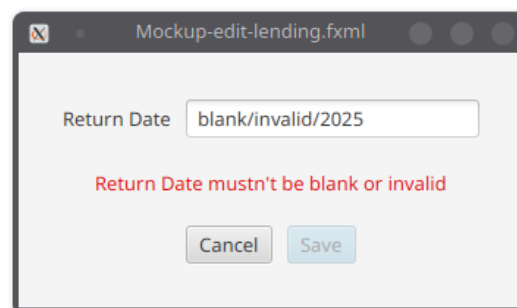 Mockup-edit-lending.fxml
Return Date blank/invalid/2025
Return Date mustn't be blank or invalid
Cancel Save